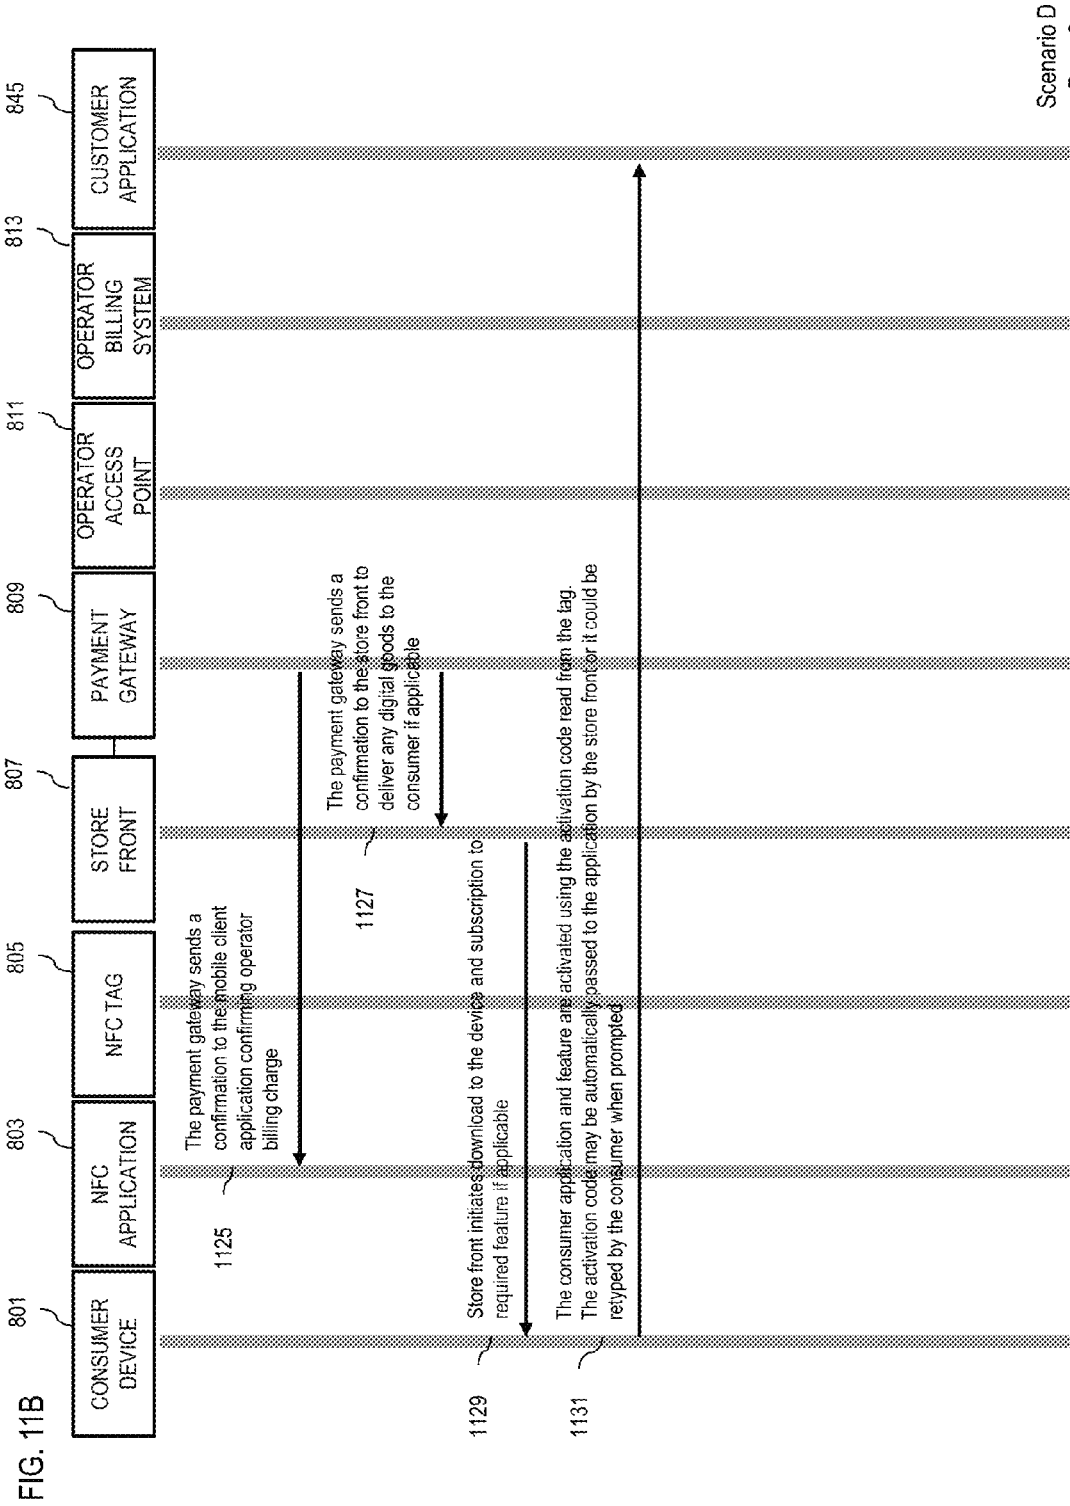 FIG. 11B
801
803
805
807
809
811
813
845
CONSUMER
DEVICE
NFC
APPLICATION
NFC TAG
STORE
FRONT
PAYMENT
GATEWAY
OPERATOR
ACCESS
POINT
OPERATOR
BILLING
SYSTEM
CUSTOMER
APPLICATION
1125
The payment gateway sends a
confirmation to the mobile client
application confirming operator
billing charge
1127
The payment gateway sends a
confirmation to the store front to
deliver any digital goods to the
consumer if applicable
1129
Store front initiates download to the device and subscription to
required feature if applicable
1131
The consumer application and feature are activated using the activation code read from the tag.
The activation code may be automatically passed to the application by the store front or it could be
retyped by the consumer when prompted
Scenario D